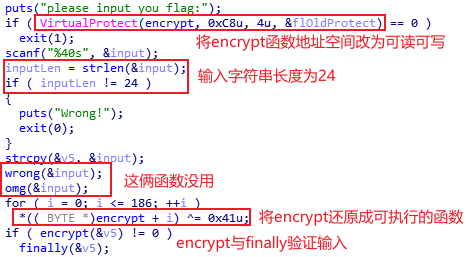 puts("please input you flag:");
if ( VirtualProtect(encrypt, 0xC8u, 4u, &flOldProtect) == 0 )
exit(1);
将encrypt函数地址空间改为可读可写
scanf("%40s", &input);
inputLen = strlen(&input);
if ( inputLen != 24 )
输入字符串长度为24
{
puts("Wrong!");
exit(0);
}
strcpy(&v5, &input);
wrong(&input);
omg(&input);
这俩函数没用
for ( i = 0; i <= 186; ++i )
*(( BYTE *)encrypt + i) ^= 0x41u;
将encrypt还原成可执行的函数
if ( encrypt(&v5) != 0 )
finally(&v5);
encrypt与finally验证输入